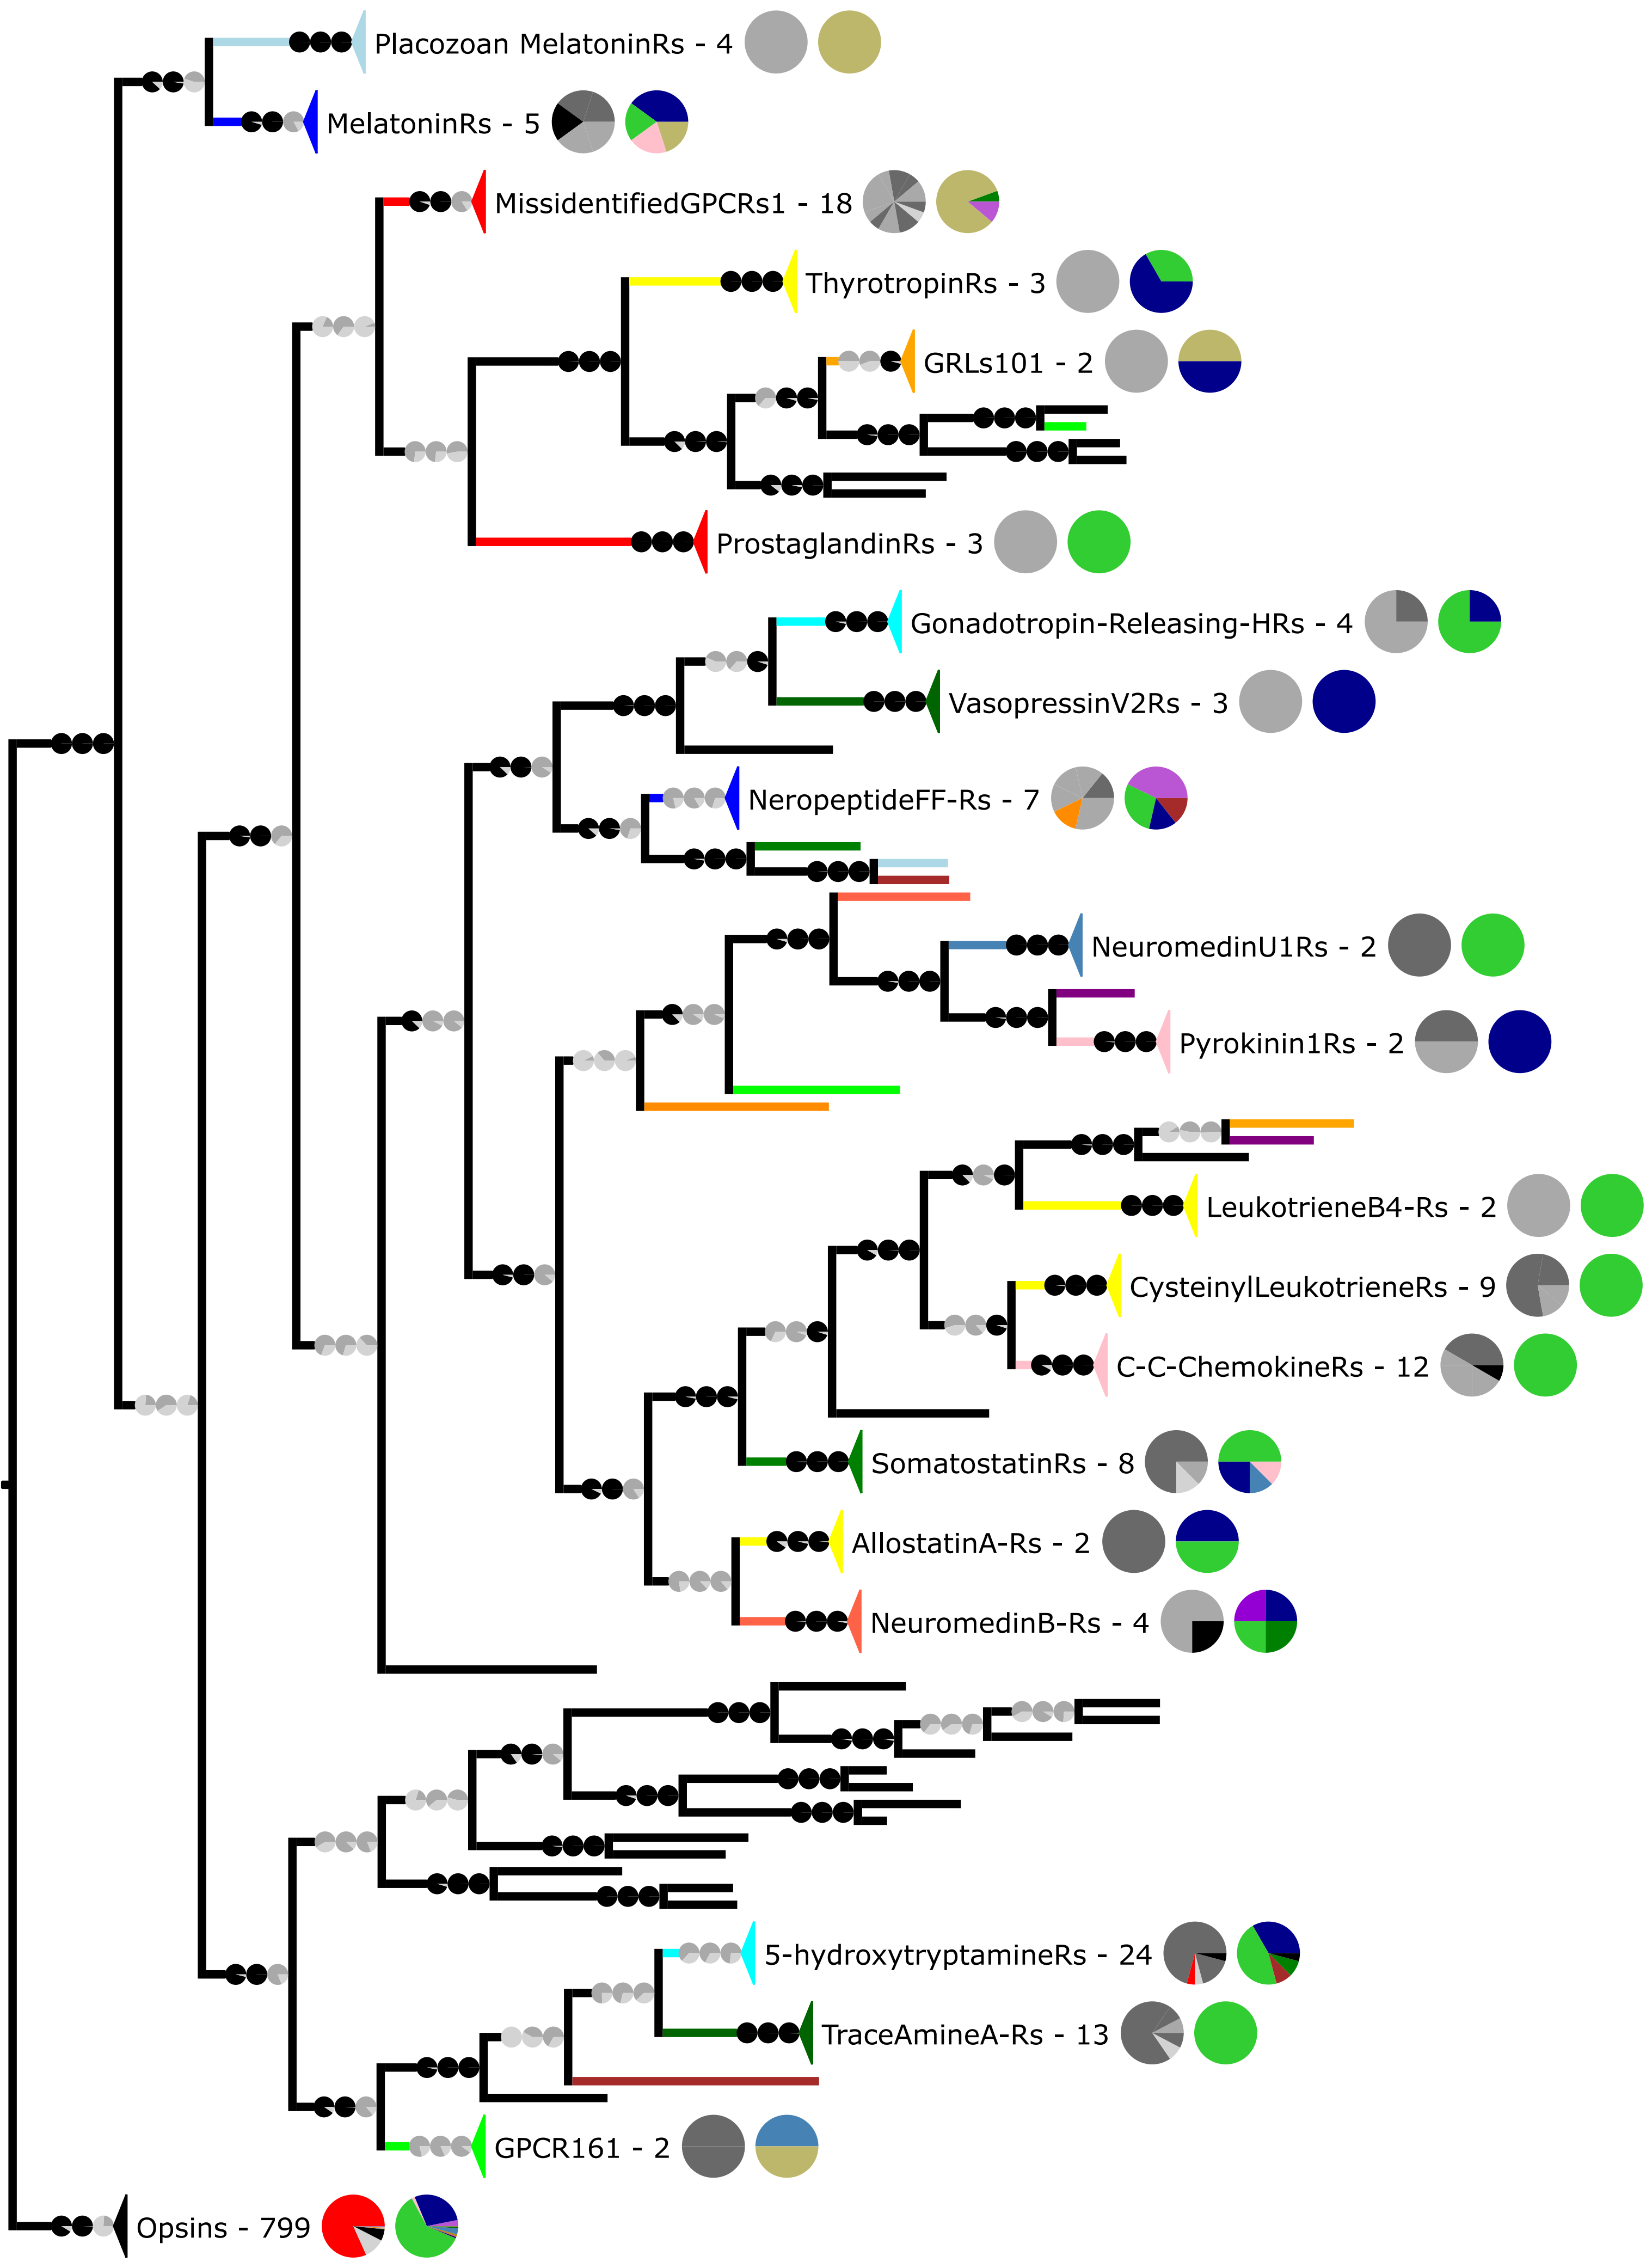 Placozoan MelatoninRs - 4
MelatoninRs - 5
MissidentifiedGPCRs1 - 18
ThyrotropinRs - 3
GRLs101 - 2
ProstaglandinRs - 3
Gonadotropin-Releasing-HRs - 4
VasopressinV2Rs - 3
NeropeptideFF-Rs - 7
NeuromedinU1Rs - 2
Pyrokinin1Rs - 2
LeukotrieneB4-Rs - 2
CysteinylLeukotrieneRs - 9
C-C-ChemokineRs - 12
SomatostatinRs - 8
AllostatinA-Rs - 2
NeuromedinB-Rs - 4
5-hydroxytryptamineRs - 24
TraceAmineA-Rs - 13
GPCR161 - 2
Opsins - 799